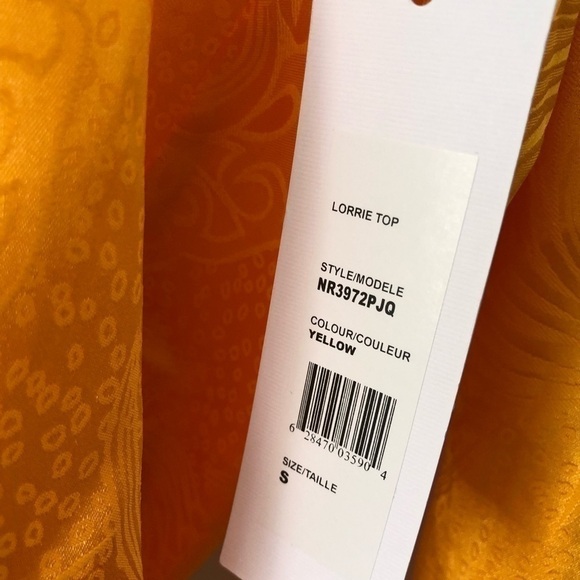 LORRIE TOP
STYLE/MODELE
NR3972PJQ
COLOUR/COULEUR
YELLOW
6 28470 03590 4
SIZE/TAILLE
S